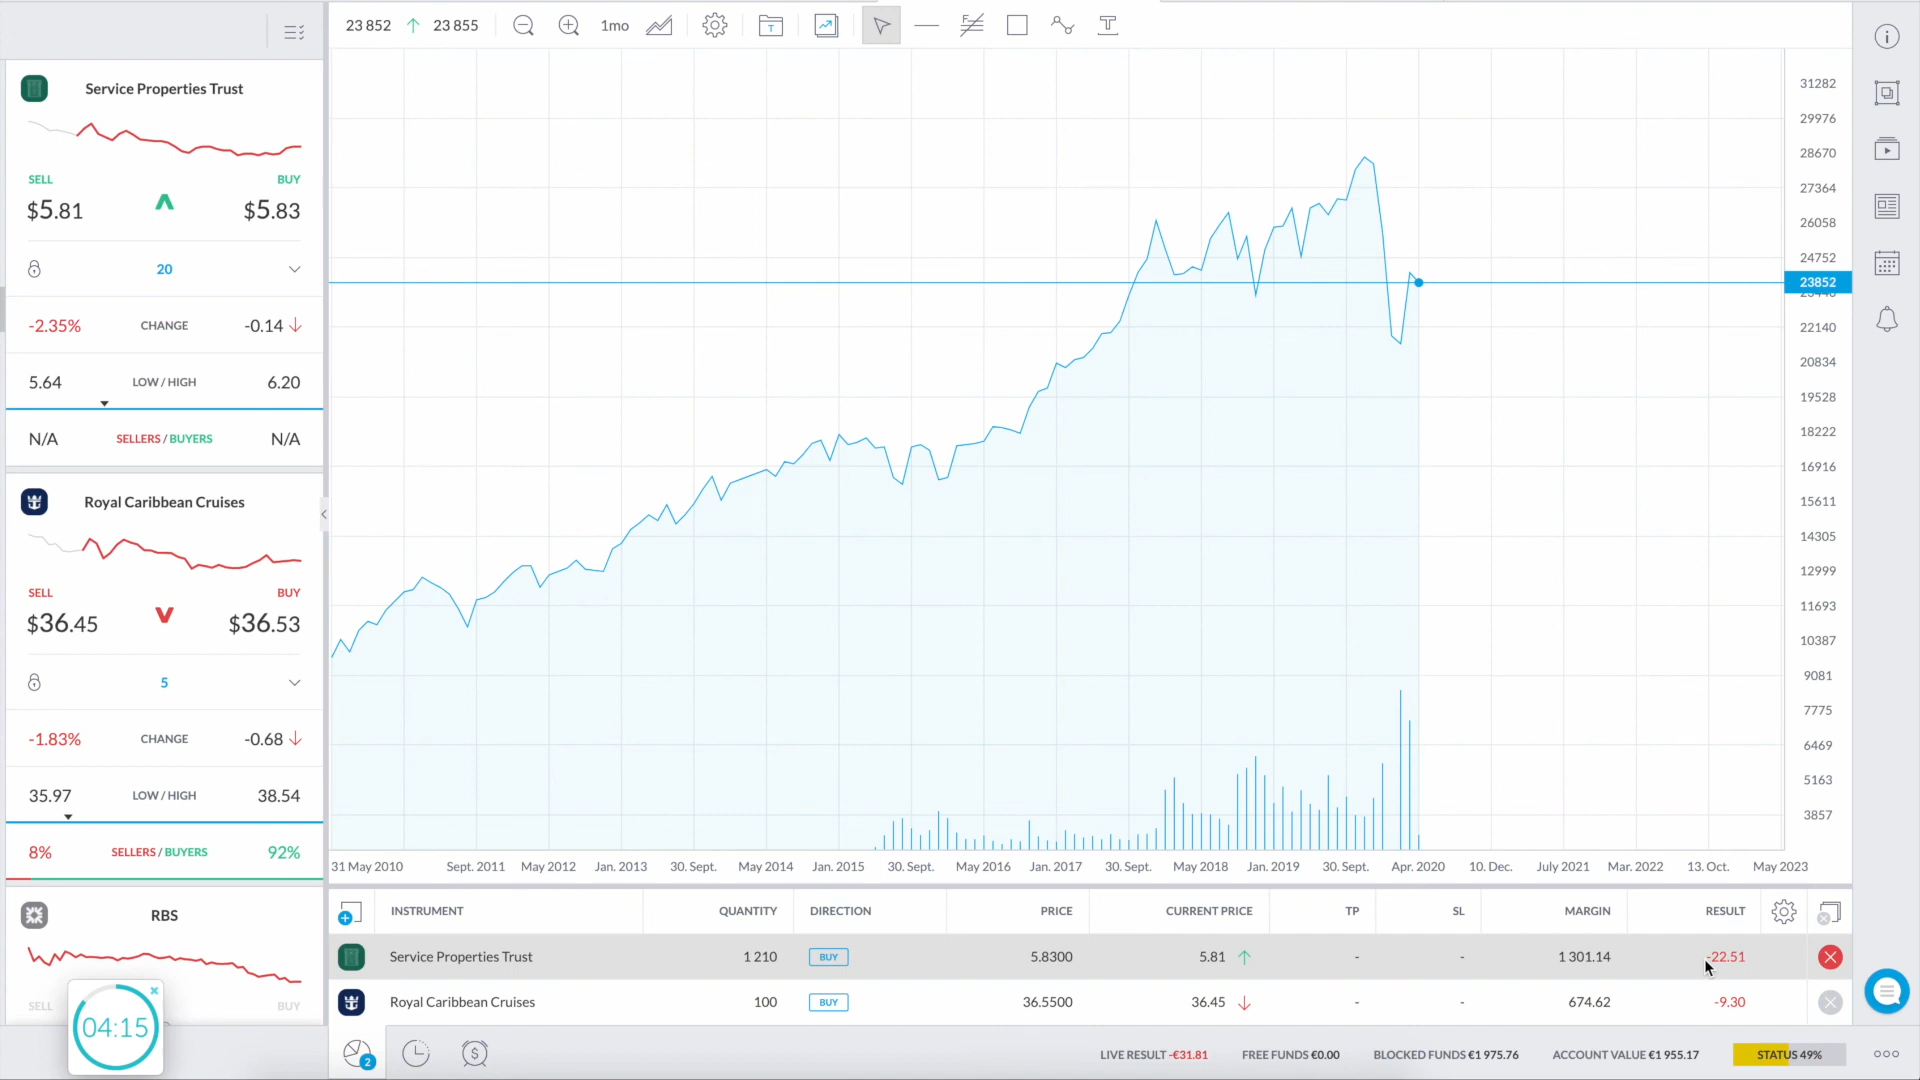 23 852 23 855 1mo T T
Service Properties Trust
SELL BUY
$5.81 $5.83
20
-2.35% CHANGE -0.14
5.64 LOW / HIGH 6.20
N/A SELLERS / BUYERS N/A
Royal Caribbean Cruises
SELL BUY
$36.45 $36.53
5
-1.83% CHANGE -0.68
35.97 LOW / HIGH 38.54
8% SELLERS / BUYERS 92%
RBS
SELL BUY
04:15
31282
29976
28670
27364
26058
24752
23852
22140
20834
19528
18222
16916
15611
14305
12999
11693
10387
9081
7775
6469
5163
3857
31 May 2010 Sept. 2011 May 2012 Jan. 2013 30. Sept. May 2014 Jan. 2015 30. Sept. May 2016 Jan. 2017 30. Sept. May 2018 Jan. 2019 30. Sept. Apr. 2020 10. Dec. July 2021 Mar. 2022 13. Oct. May 2023
INSTRUMENT QUANTITY DIRECTION PRICE CURRENT PRICE TP SL MARGIN RESULT
Service Properties Trust 1 210 BUY 5.8300 5.81 - - 1 301.14 -22.51
Royal Caribbean Cruises 100 BUY 36.5500 36.45 - - 674.62 -9.30
2 LIVE RESULT -€31.81 FREE FUNDS €0.00 BLOCKED FUNDS €1 975.76 ACCOUNT VALUE €1 955.17 STATUS 49%